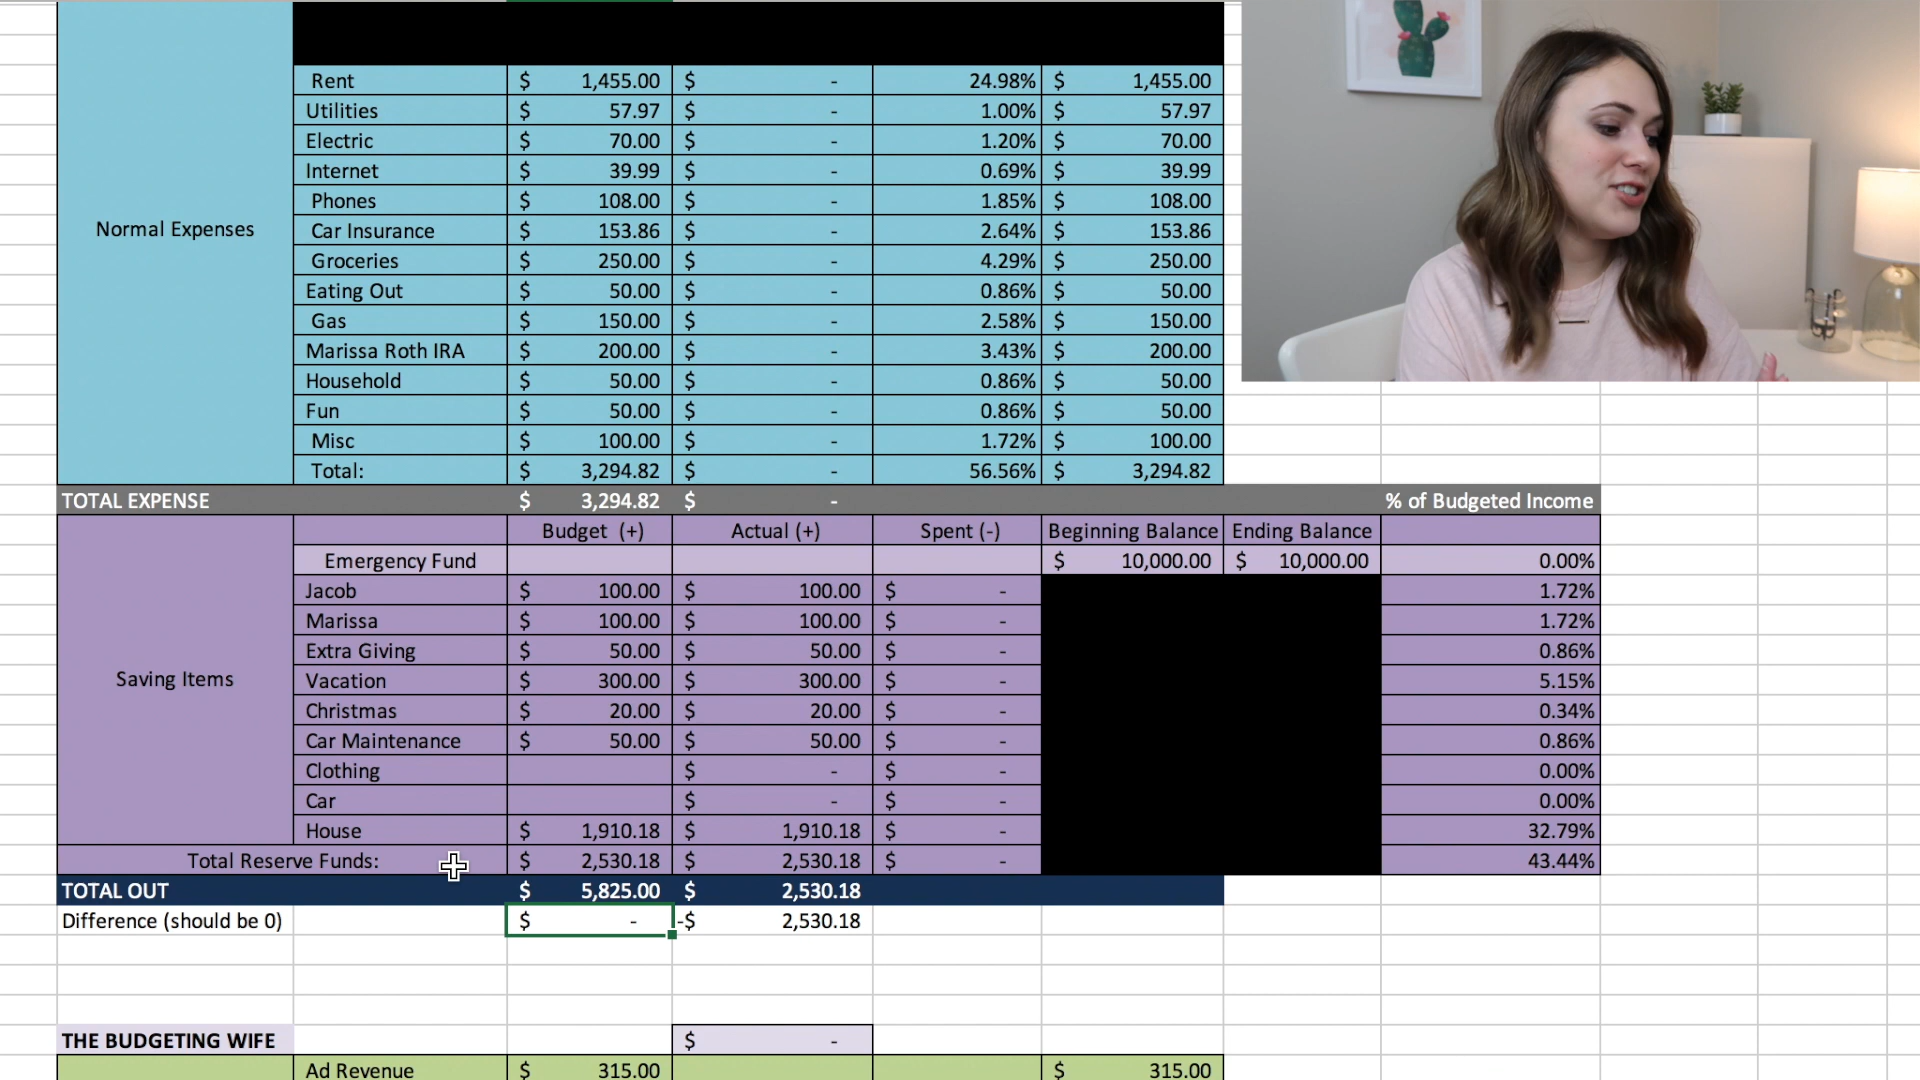 Rent $ 1,455.00 $ - 24.98% $ 1,455.00
Utilities $ 57.97 $ - 1.00% $ 57.97
Electric $ 70.00 $ - 1.20% $ 70.00
Internet $ 39.99 $ - 0.69% $ 39.99
Phones $ 108.00 $ - 1.85% $ 108.00
Car Insurance $ 153.86 $ - 2.64% $ 153.86
Normal Expenses
Groceries $ 250.00 $ - 4.29% $ 250.00
Eating Out $ 50.00 $ - 0.86% $ 50.00
Gas $ 150.00 $ - 2.58% $ 150.00
Marissa Roth IRA $ 200.00 $ - 3.43% $ 200.00
Household $ 50.00 $ - 0.86% $ 50.00
Fun $ 50.00 $ - 0.86% $ 50.00
Misc $ 100.00 $ - 1.72% $ 100.00
Total: $ 3,294.82 $ - 56.56% $ 3,294.82
TOTAL EXPENSE $ 3,294.82 $ - % of Budgeted Income
Budget (+) Actual (+) Spent (-) Beginning Balance Ending Balance
Emergency Fund $ 10,000.00 $ 10,000.00 0.00%
Jacob $ 100.00 $ 100.00 $ - 1.72%
Marissa $ 100.00 $ 100.00 $ - 1.72%
Extra Giving $ 50.00 $ 50.00 $ - 0.86%
Saving Items
Vacation $ 300.00 $ 300.00 $ - 5.15%
Christmas $ 20.00 $ 20.00 $ - 0.34%
Car Maintenance $ 50.00 $ 50.00 $ - 0.86%
Clothing $ - $ - 0.00%
Car $ - $ - 0.00%
House $ 1,910.18 $ 1,910.18 $ - 32.79%
Total Reserve Funds: $ 2,530.18 $ 2,530.18 $ - 43.44%
TOTAL OUT $ 5,825.00 $ 2,530.18
Difference (should be 0) $ - -$ 2,530.18
THE BUDGETING WIFE $ -
Ad Revenue $ 315.00 $ 315.00